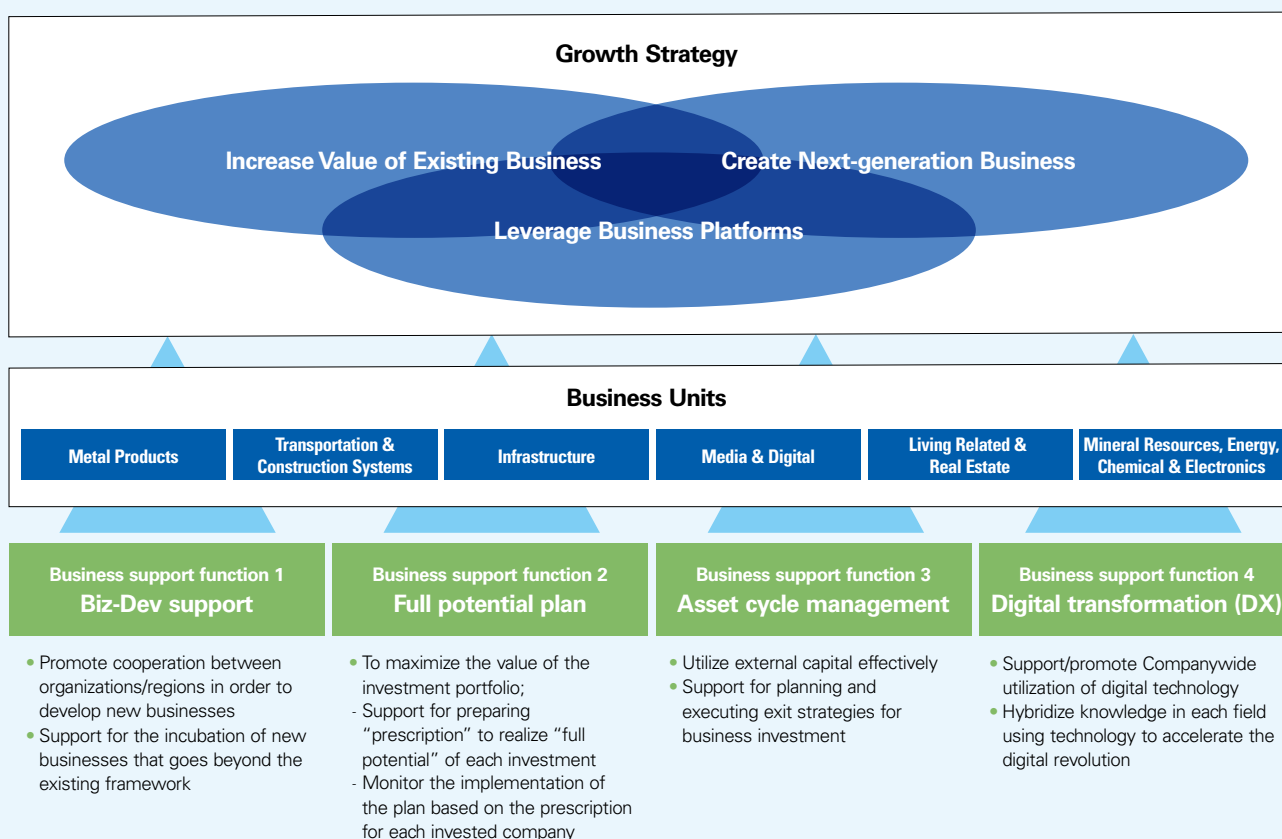 Growth Strategy
Increase Value of Existing Business
Create Next-generation Business
Leverage Business Platforms
Business Units
Metal Products
Transportation &
Construction Systems
Infrastructure
Media & Digital
Living Related &
Real Estate
Mineral Resources, Energy,
Chemical & Electronics
Business support function 1
Biz-Dev support
• Promote cooperation between
organizations/regions in order to
develop new businesses
• Support for the incubation of new
businesses that goes beyond the
existing framework
Business support function 2
Full potential plan
• To maximize the value of the
investment portfolio;
- Support for preparing
“prescription” to realize “full
potential” of each investment
- Monitor the implementation of
the plan based on the prescription
for each invested company
Business support function 3
Asset cycle management
• Utilize external capital effectively
• Support for planning and
executing exit strategies for
business investment
Business support function 4
Digital transformation (DX)
• Support/promote Companywide
utilization of digital technology
• Hybridize knowledge in each field
using technology to accelerate the
digital revolution